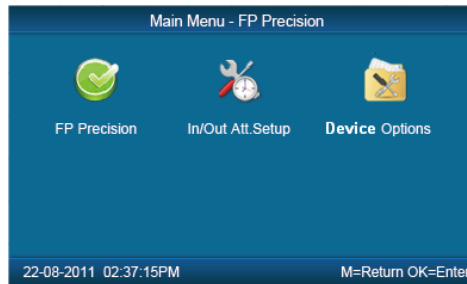 Main Menu - FP Precision
FP Precision In/Out Att.Setup Device Options
22-08-2011 02:37:15PM M=Return OK=Enter